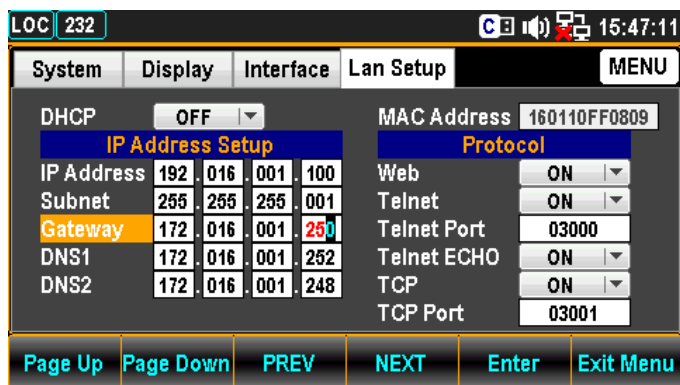 LOC 232 C 15:47:11
System Display Interface Lan Setup MENU
DHCP OFF MAC Address 160110FF0809
IP Address Setup Protocol
IP Address 192 . 016 . 001 . 100 Web ON
Subnet 255 . 255 . 255 . 001 Telnet ON
Gateway 172 . 016 . 001 . 250 Telnet Port 03000
DNS1 172 . 016 . 001 . 252 Telnet ECHO ON
DNS2 172 . 016 . 001 . 248 TCP ON
TCP Port 03001
Page Up Page Down PREV NEXT Enter Exit Menu